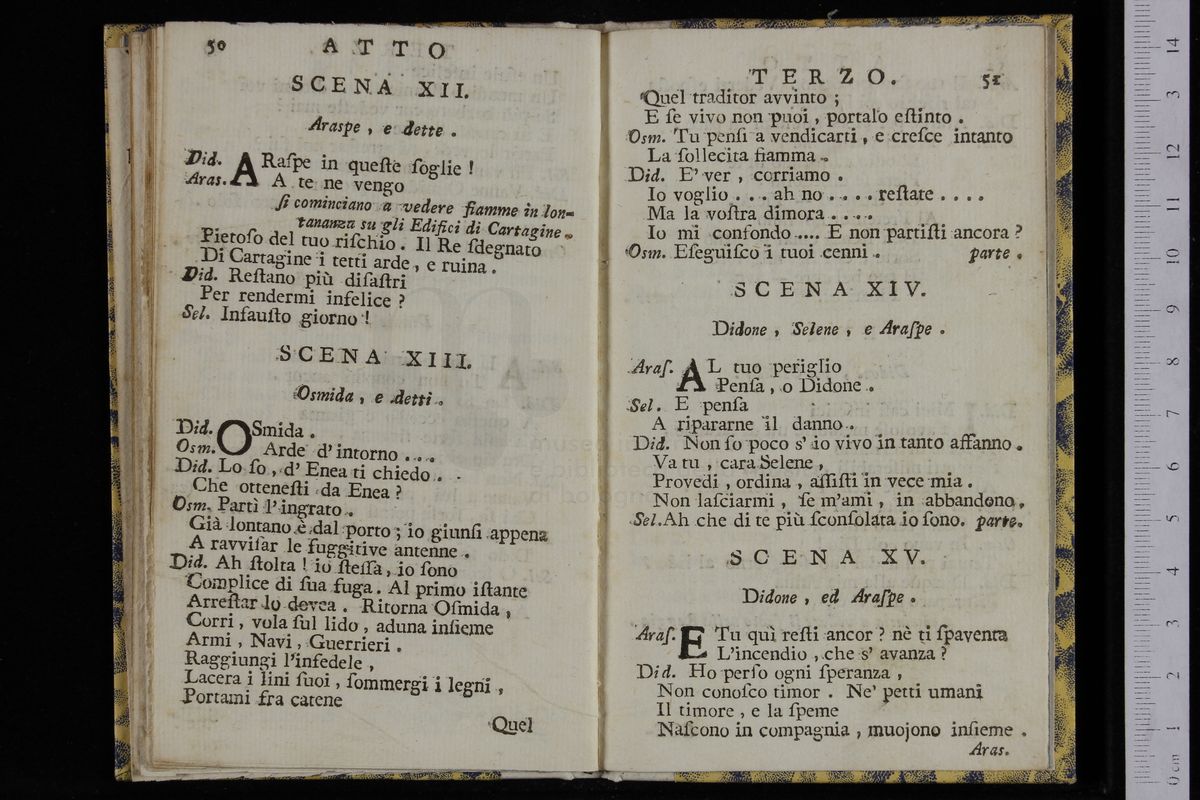 50 ATTO
SCENA XII.
Araspe , e dette .
Did. ARaſpe in queſte ſoglie !
Aras. A te ne vengo
ſi cominciano a vedere fiamme in lon-
tananza su gli Edifici di Cartagine .
Pietoſo del tuo riſchio . Il Re ſdegnato
Di Cartagine i tetti arde , e ruina .
Did. Reſtano più diſaſtri
Per rendermi infelice ?
Sel. Infauſto giorno !
SCENA XIII.
Osmida , e detti .
Did. OSmida .
Osm. Arde d' intorno ....
Did. Lo ſo , d' Enea ti chiedo .
Che otteneſti da Enea ?
Osm. Partì l' ingrato .
Già lontano è dal porto ; io giunſi appena
A ravviſar le fuggitive antenne .
Did. Ah ſtolta ! io ſteſſa , io ſono
Complice di ſua fuga . Al primo iſtante
Arreſtar lo dovea . Ritorna Oſmida ,
Corri , vola ſul lido , aduna inſieme
Armi , Navi , Guerrieri .
Raggiungi l'infedele ,
Lacera i lini ſuoi , ſommergi i legni ,
Portami fra catene
Quel
TERZO. 51
Quel traditor avvinto ;
E ſe vivo non puoi , portalo eſtinto .
Osm. Tu penſi a vendicarti , e creſce intanto
La ſollecita fiamma .
Did. E' ver , corriamo .
Io voglio . . . ah no . . . . reſtate . . . .
Ma la voſtra dimora . . . .
Io mi confondo .... E non partiſti ancora ?
Osm. Eſeguiſco i tuoi cenni . parte .
SCENA XIV.
Didone , Selene , e Araſpe .
Araſ. AL tuo periglio
Penſa , o Didone .
Sel. E penſa
A ripararne il danno .
Did. Non ſo poco s' io vivo in tanto affanno .
Va tu , cara Selene ,
Provedi , ordina , aſſiſti in vece mia .
Non laſciarmi , ſe m'ami , in abbandono .
Sel. Ah che di te più ſconſolata io ſono. parte.
SCENA XV.
Didone , ed Araſpe .
Araſ. E Tu quì reſti ancor ? nè ti ſpaventa
L'incendio , che s' avanza ?
Did. Ho perſo ogni ſperanza ,
Non conoſco timor . Ne' petti umani
Il timore , e la ſpeme
Naſcono in compagnia , muojono inſieme .
Aras.